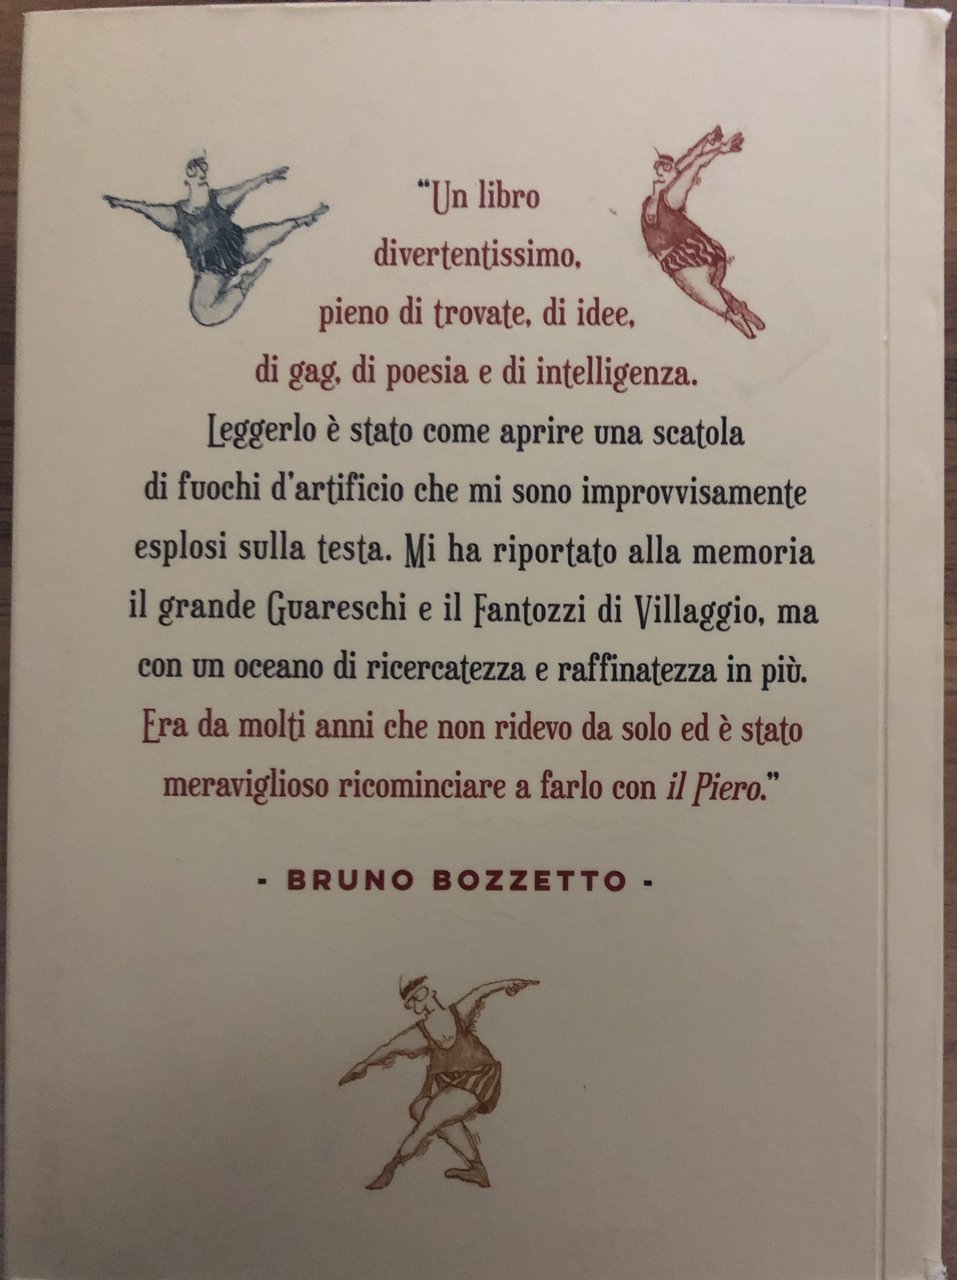 “Un libro
divertentissimo,
pieno di trovate, di idee,
di gag, di poesia e di intelligenza.
Leggerlo è stato come aprire una scatola
di fuochi d’artificio che mi sono improvvisamente
esplosi sulla testa. Mi ha riportato alla memoria
il grande Guareschi e il Fantozzi di Villaggio, ma
con un oceano di ricercatezza e raffinatezza in più.
Era da molti anni che non ridevo da solo ed è stato
meraviglioso ricominciare a farlo con il Piero.”
- BRUNO BOZZETTO -